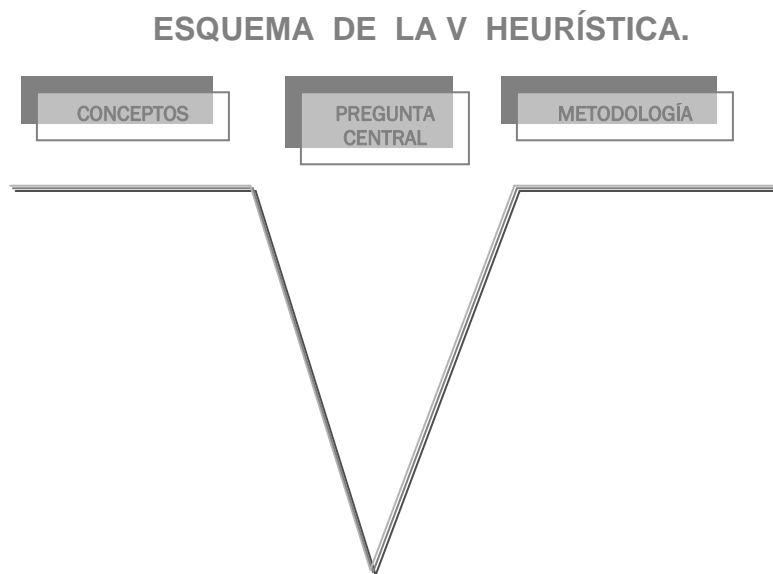 ESQUEMA DE LA V HEURÍSTICA.
CONCEPTOS
PREGUNTA
CENTRAL
METODOLOGÍA